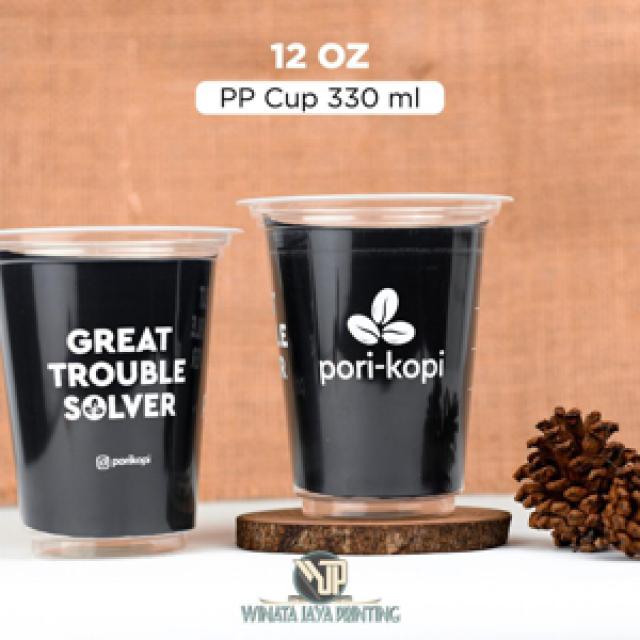 12 OZ
PP Cup 330 ml
GREAT
TROUBLE
SOLVER
porikopi
pori-kopi
WINATA JAYA PRINTING